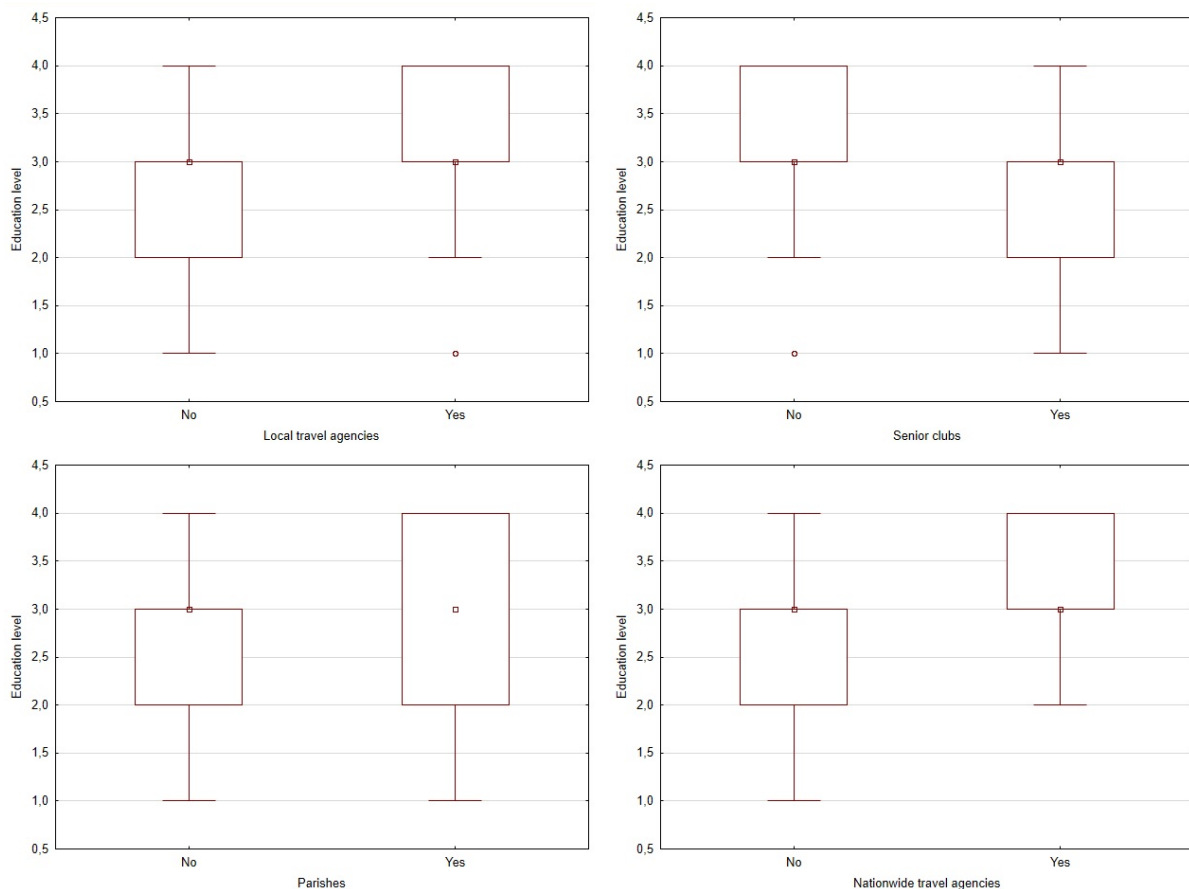 4,5
4,0
3,5
3,0
2,5
2,0
1,5
1,0
0,5
Education level
No
Yes
Local travel agencies
4,5
4,0
3,5
3,0
2,5
2,0
1,5
1,0
0,5
Education level
No
Yes
Senior clubs
4,5
4,0
3,5
3,0
2,5
2,0
1,5
1,0
0,5
Education level
No
Yes
Parishes
4,5
4,0
3,5
3,0
2,5
2,0
1,5
1,0
0,5
Education level
No
Yes
Nationwide travel agencies